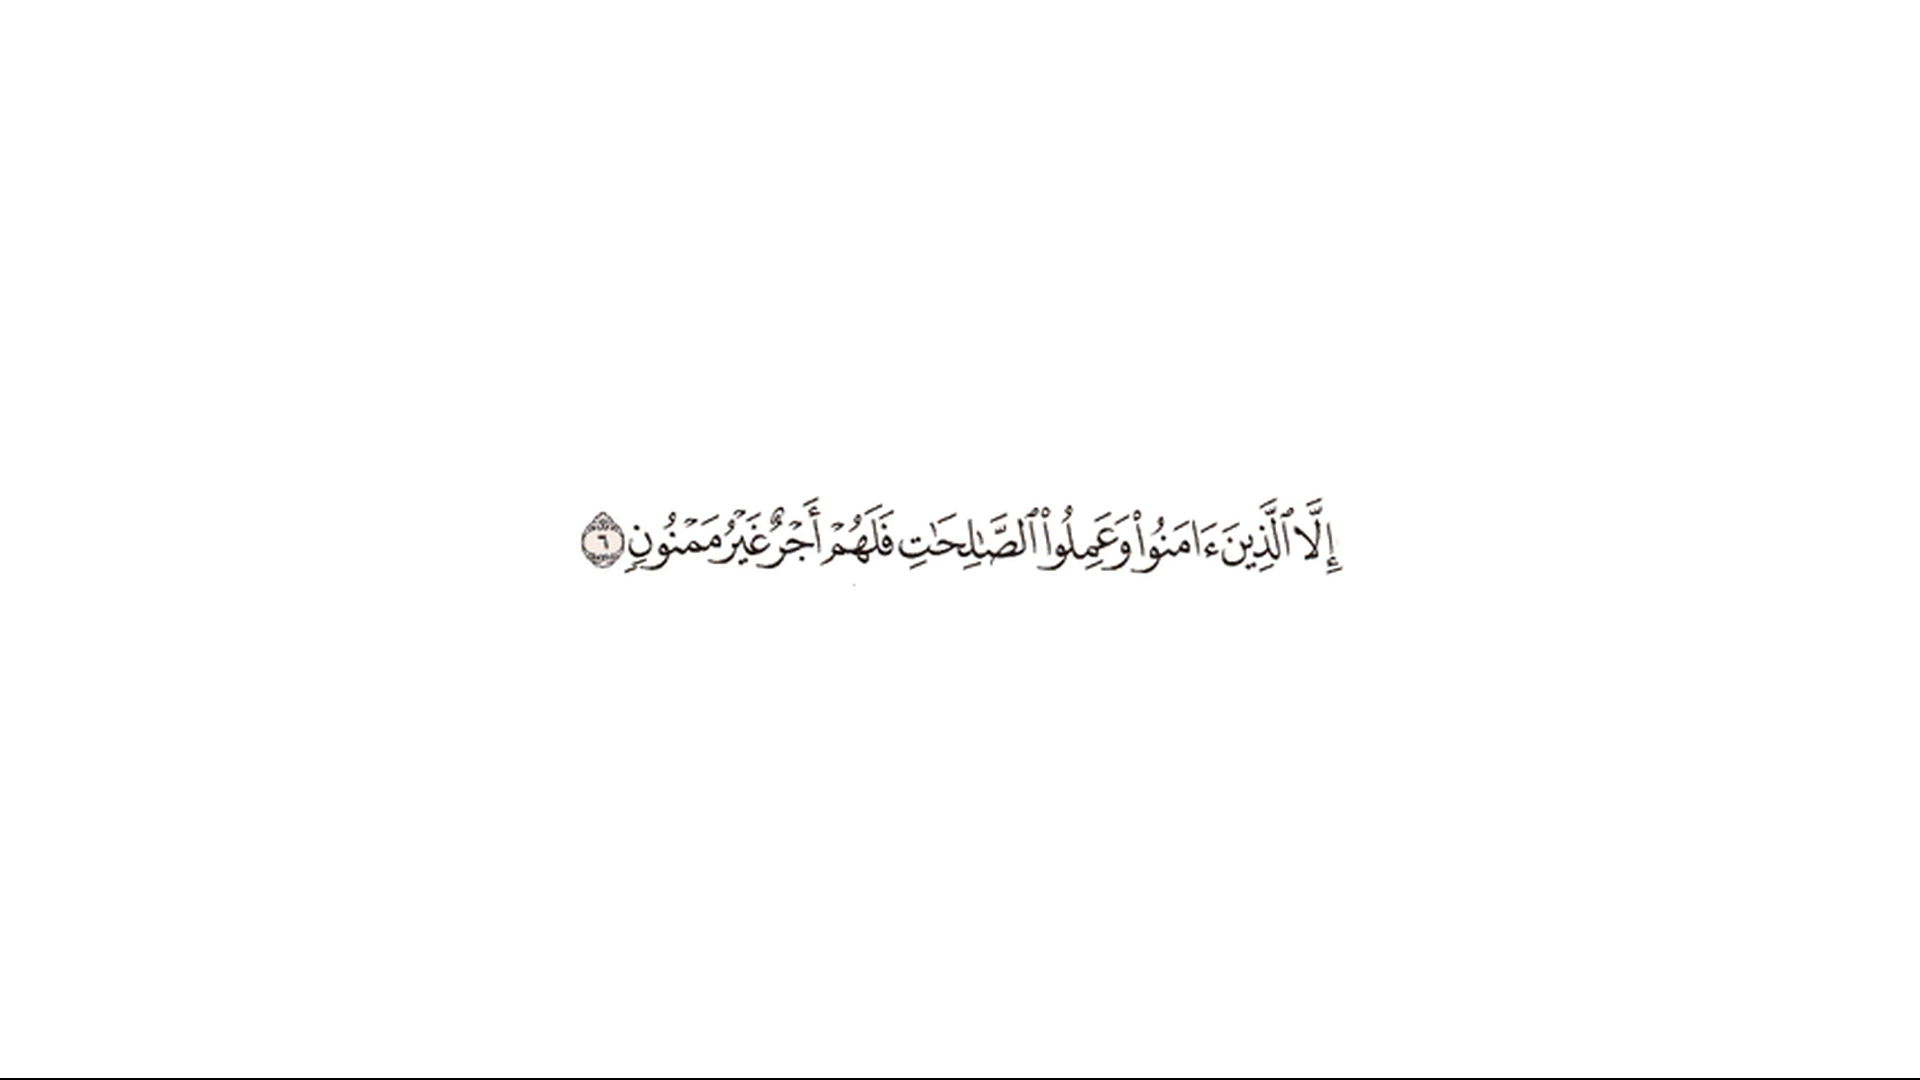 إِلَّا ٱلَّذِينَ ءَامَنُوا۟ وَعَمِلُوا۟ ٱلصَّـٰلِحَـٰتِ فَلَهُمۡ أَجۡرٌ غَيۡرُ مَمۡنُونٍ ٦